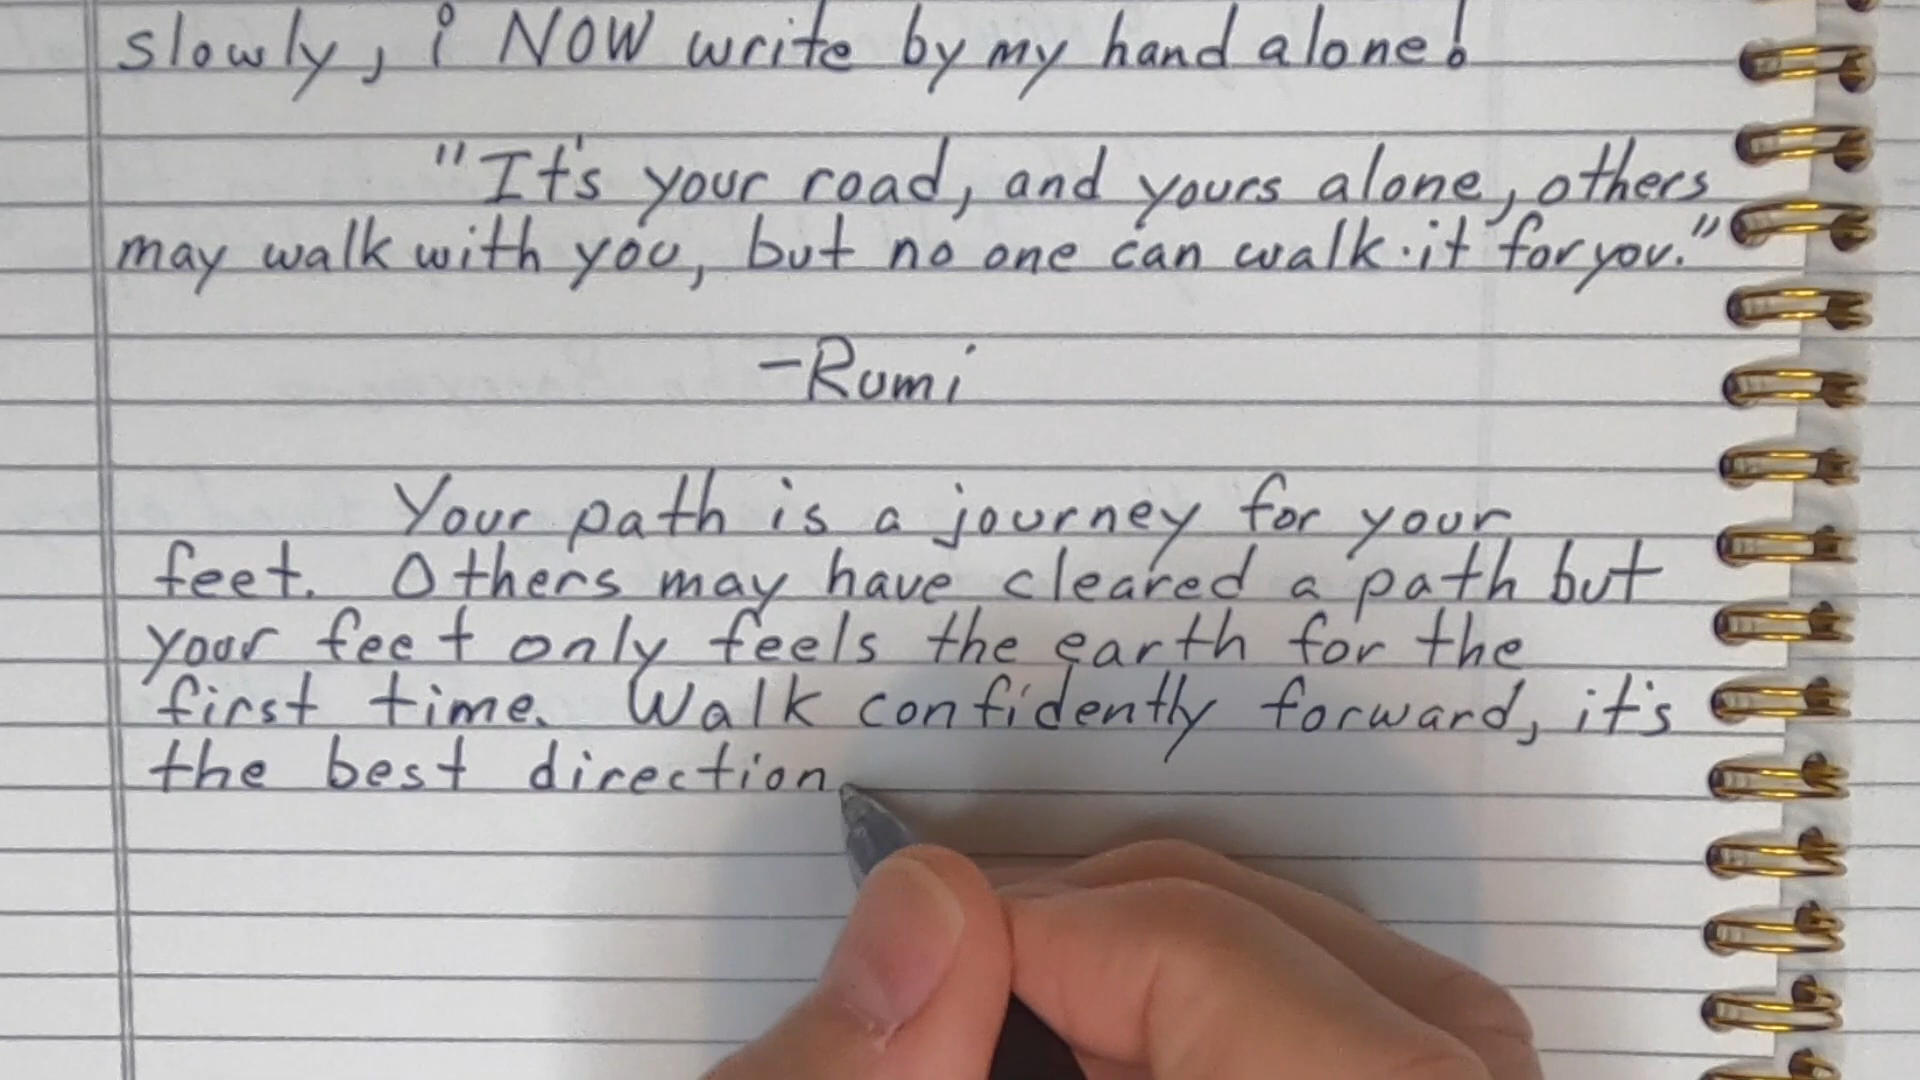 slowly, i NOW write by my hand alone!
"It's your road, and yours alone, others
may walk with you, but no one can walk it for you."
-Rumi
Your path is a journey for your
feet. Others may have cleared a path but
your feet only feels the earth for the
first time. Walk confidently forward, it's
the best direction.